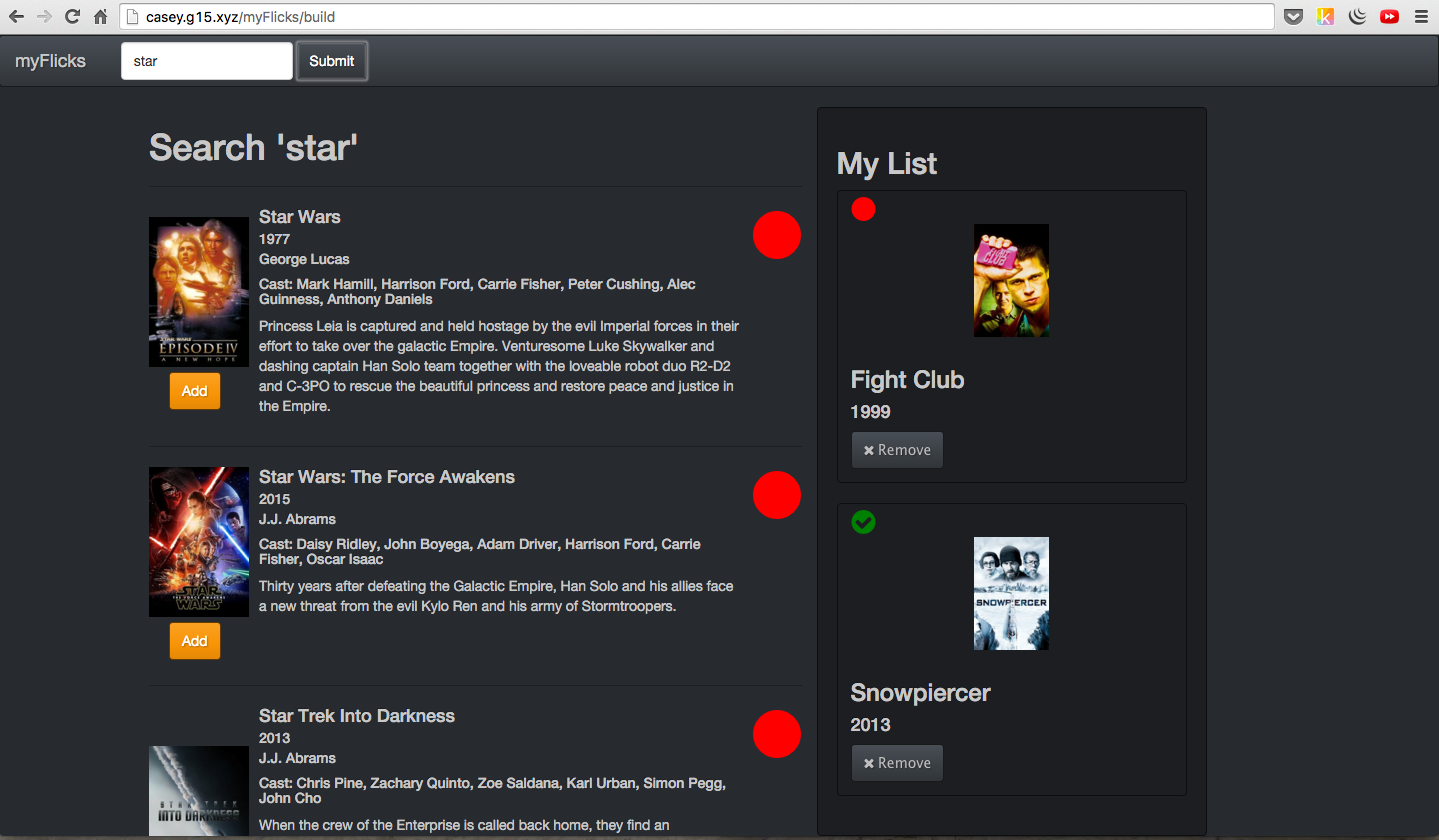 casey.g15.xyz/myFlicks/build
myFlicks
star
Submit
Search 'star'
EPISODE IV
A NEW HOPE
Add
Star Wars
1977
George Lucas
Cast: Mark Hamill, Harrison Ford, Carrie Fisher, Peter Cushing, Alec
Guinness, Anthony Daniels
Princess Leia is captured and held hostage by the evil Imperial forces in their
effort to take over the galactic Empire. Venturesome Luke Skywalker and
dashing captain Han Solo team together with the loveable robot duo R2-D2
and C-3PO to rescue the beautiful princess and restore peace and justice in
the Empire.
STAR
WARS
Add
Star Wars: The Force Awakens
2015
J.J. Abrams
Cast: Daisy Ridley, John Boyega, Adam Driver, Harrison Ford, Carrie
Fisher, Oscar Isaac
Thirty years after defeating the Galactic Empire, Han Solo and his allies face
a new threat from the evil Kylo Ren and his army of Stormtroopers.
STAR TREK
INTO DARKNESS
Star Trek Into Darkness
2013
J.J. Abrams
Cast: Chris Pine, Zachary Quinto, Zoe Saldana, Karl Urban, Simon Pegg,
John Cho
When the crew of the Enterprise is called back home, they find an
My List
FIGHT
CLUB
Fight Club
1999
Remove
SNOWPIERCER
Snowpiercer
2013
Remove